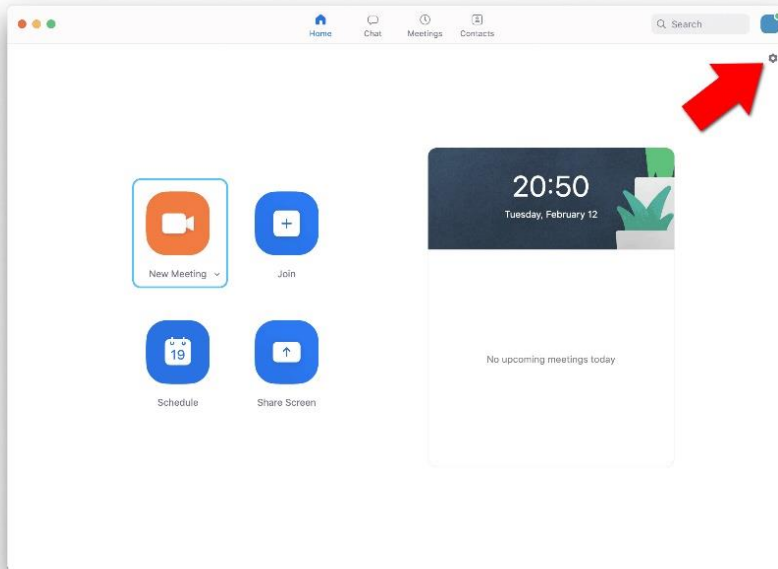 Home
Chat
Meetings
Contacts
Search
20:50
Tuesday, February 12
New Meeting
Join
19
Schedule
Share Screen
No upcoming meetings today